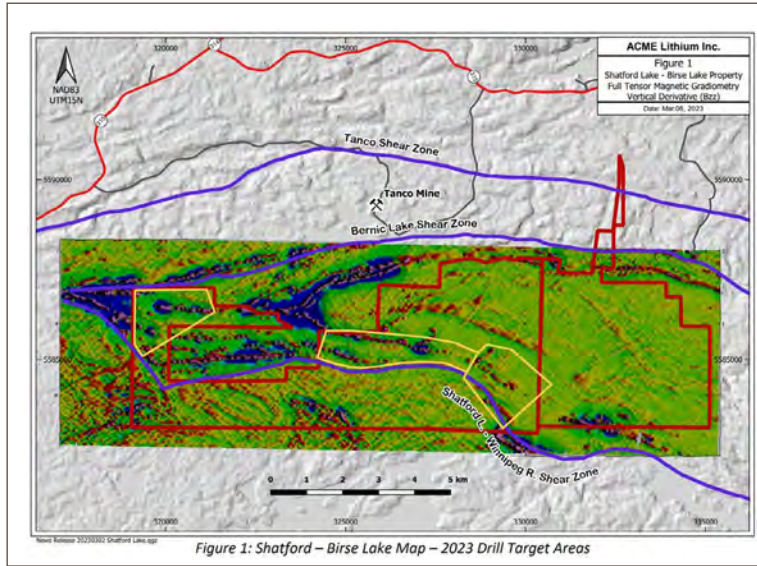 320000
325000
330000
ACME Lithium Inc.
Figure 1
Shatford Lake - Birse Lake Property
Full Tensor Magnetic Gradiometry
Vertical Derivative (Bzz)
Date: Mar.08, 2023
NAD83
UTM15N
314
315
Tanco Shear Zone
5590000
5590000
Tanco Mine
Bernic Lake Shear Zone
5585000
5585000
Shatford L. - Winnipeg R. Shear Zone
0 1 2 3 4 5 km
320000
325000
330000
335000
News Release 20230302 Shatford Lake.qgz
Figure 1: Shatford – Birse Lake Map – 2023 Drill Target Areas